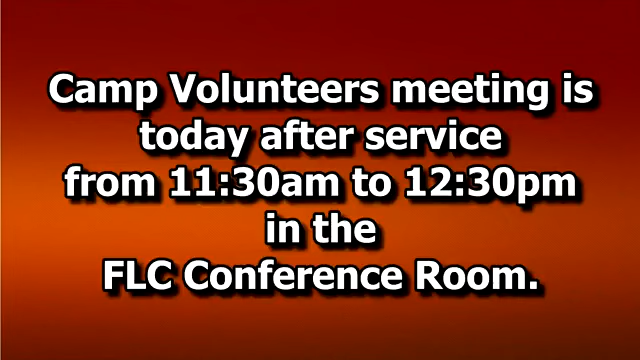 Camp Volunteers meeting is
today after service
from 11:30am to 12:30pm
in the
FLC Conference Room.